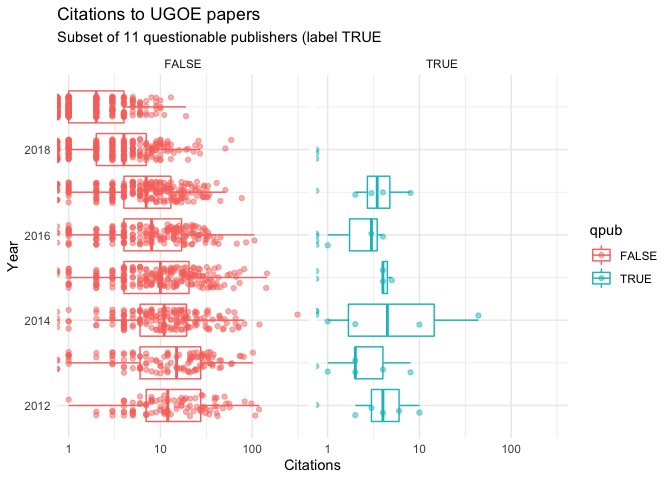 Citations to UGOE papers
Subset of 11 questionable publishers (label TRUE
FALSE
TRUE
Year
2018
2016
2014
2012
1
10
100
1
10
100
Citations
qpub
FALSE
TRUE